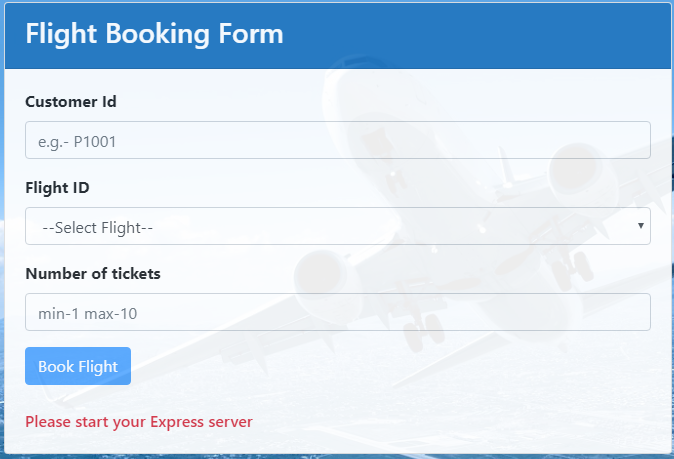 Flight Booking Form
Customer Id
e.g.- P1001
Flight ID
--Select Flight--
Number of tickets
min-1 max-10
Book Flight
Please start your Express server